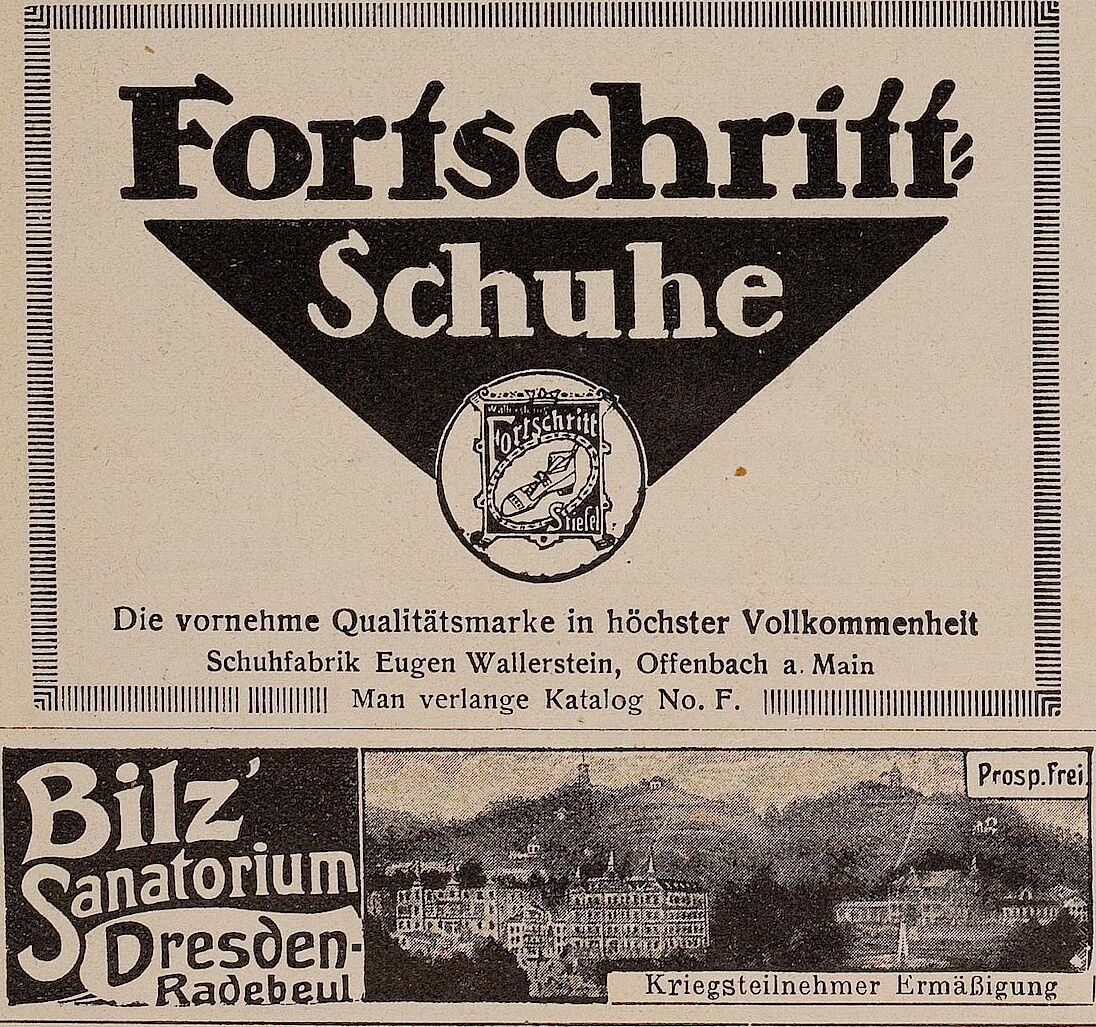 Fortschritt-
Schuhe
Wallerstein's
Fortschritt
Stiefel
Die vornehme Qualitätsmarke in höchster Vollkommenheit
Schuhfabrik Eugen Wallerstein, Offenbach a. Main
Man verlange Katalog No. F.
Bilz'
Sanatorium
Dresden-
Radebeul
Prosp. frei.
Kriegsteilnehmer Ermäßigung